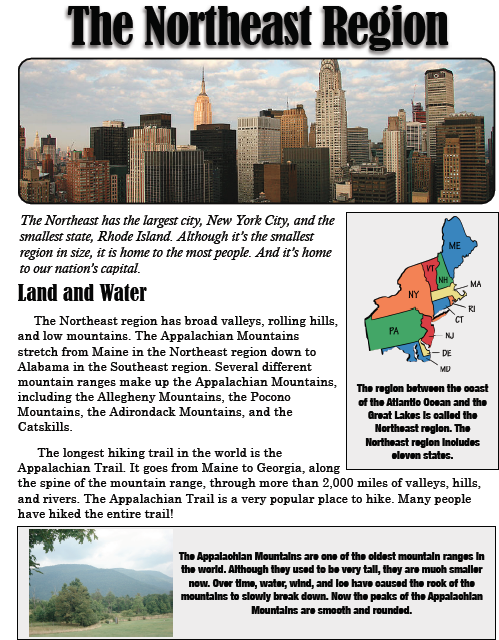 The Northeast Region
The Northeast has the largest city, New York City, and the
smallest state, Rhode Island. Although it's the smallest
region in size, it is home to the most people. And it's home
to our nation's capital.
Land and Water
The Northeast region has broad valleys, rolling hills,
and low mountains. The Appalachian Mountains
stretch from Maine in the Northeast region down to
Alabama in the Southeast region. Several different
mountain ranges make up the Appalachian Mountains,
including the Allegheny Mountains, the Pocono
Mountains, the Adirondack Mountains, and the
Catskills.
The longest hiking trail in the world is the
Appalachian Trail. It goes from Maine to Georgia, along
the spine of the mountain range, through more than 2,000 miles of valleys, hills,
and rivers. The Appalachian Trail is a very popular place to hike. Many people
have hiked the entire trail!
ME
VT
NH
MA
NY
RI
CT
PA
NJ
DE
MD
The region between the coast
of the Atlantic Ocean and the
Great Lakes is called the
Northeast region. The
Northeast region includes
eleven states.
The Appalachian Mountains are one of the oldest mountain ranges in
the world. Although they used to be very tall, they are much smaller
now. Over time, water, wind, and ice have caused the rock of the
mountains to slowly break down. Now the peaks of the Appalachian
Mountains are smooth and rounded.